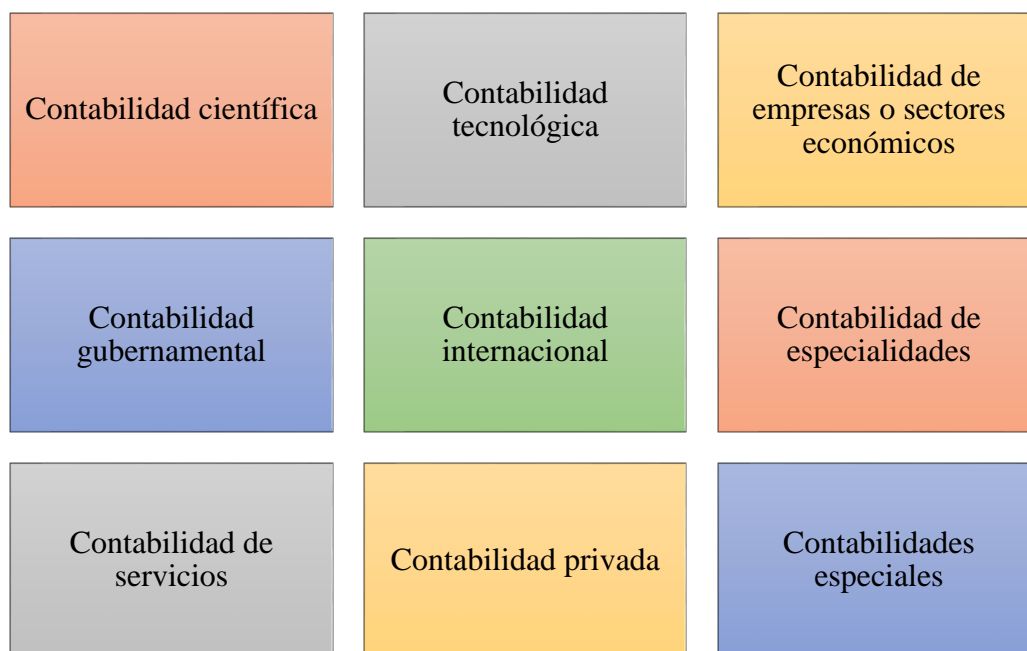 Contabilidad científica
Contabilidad
tecnológica
Contabilidad de
empresas o sectores
económicos
Contabilidad
gubernamental
Contabilidad
internacional
Contabilidad de
especialidades
Contabilidad de
servicios
Contabilidad privada
Contabilidades
especiales